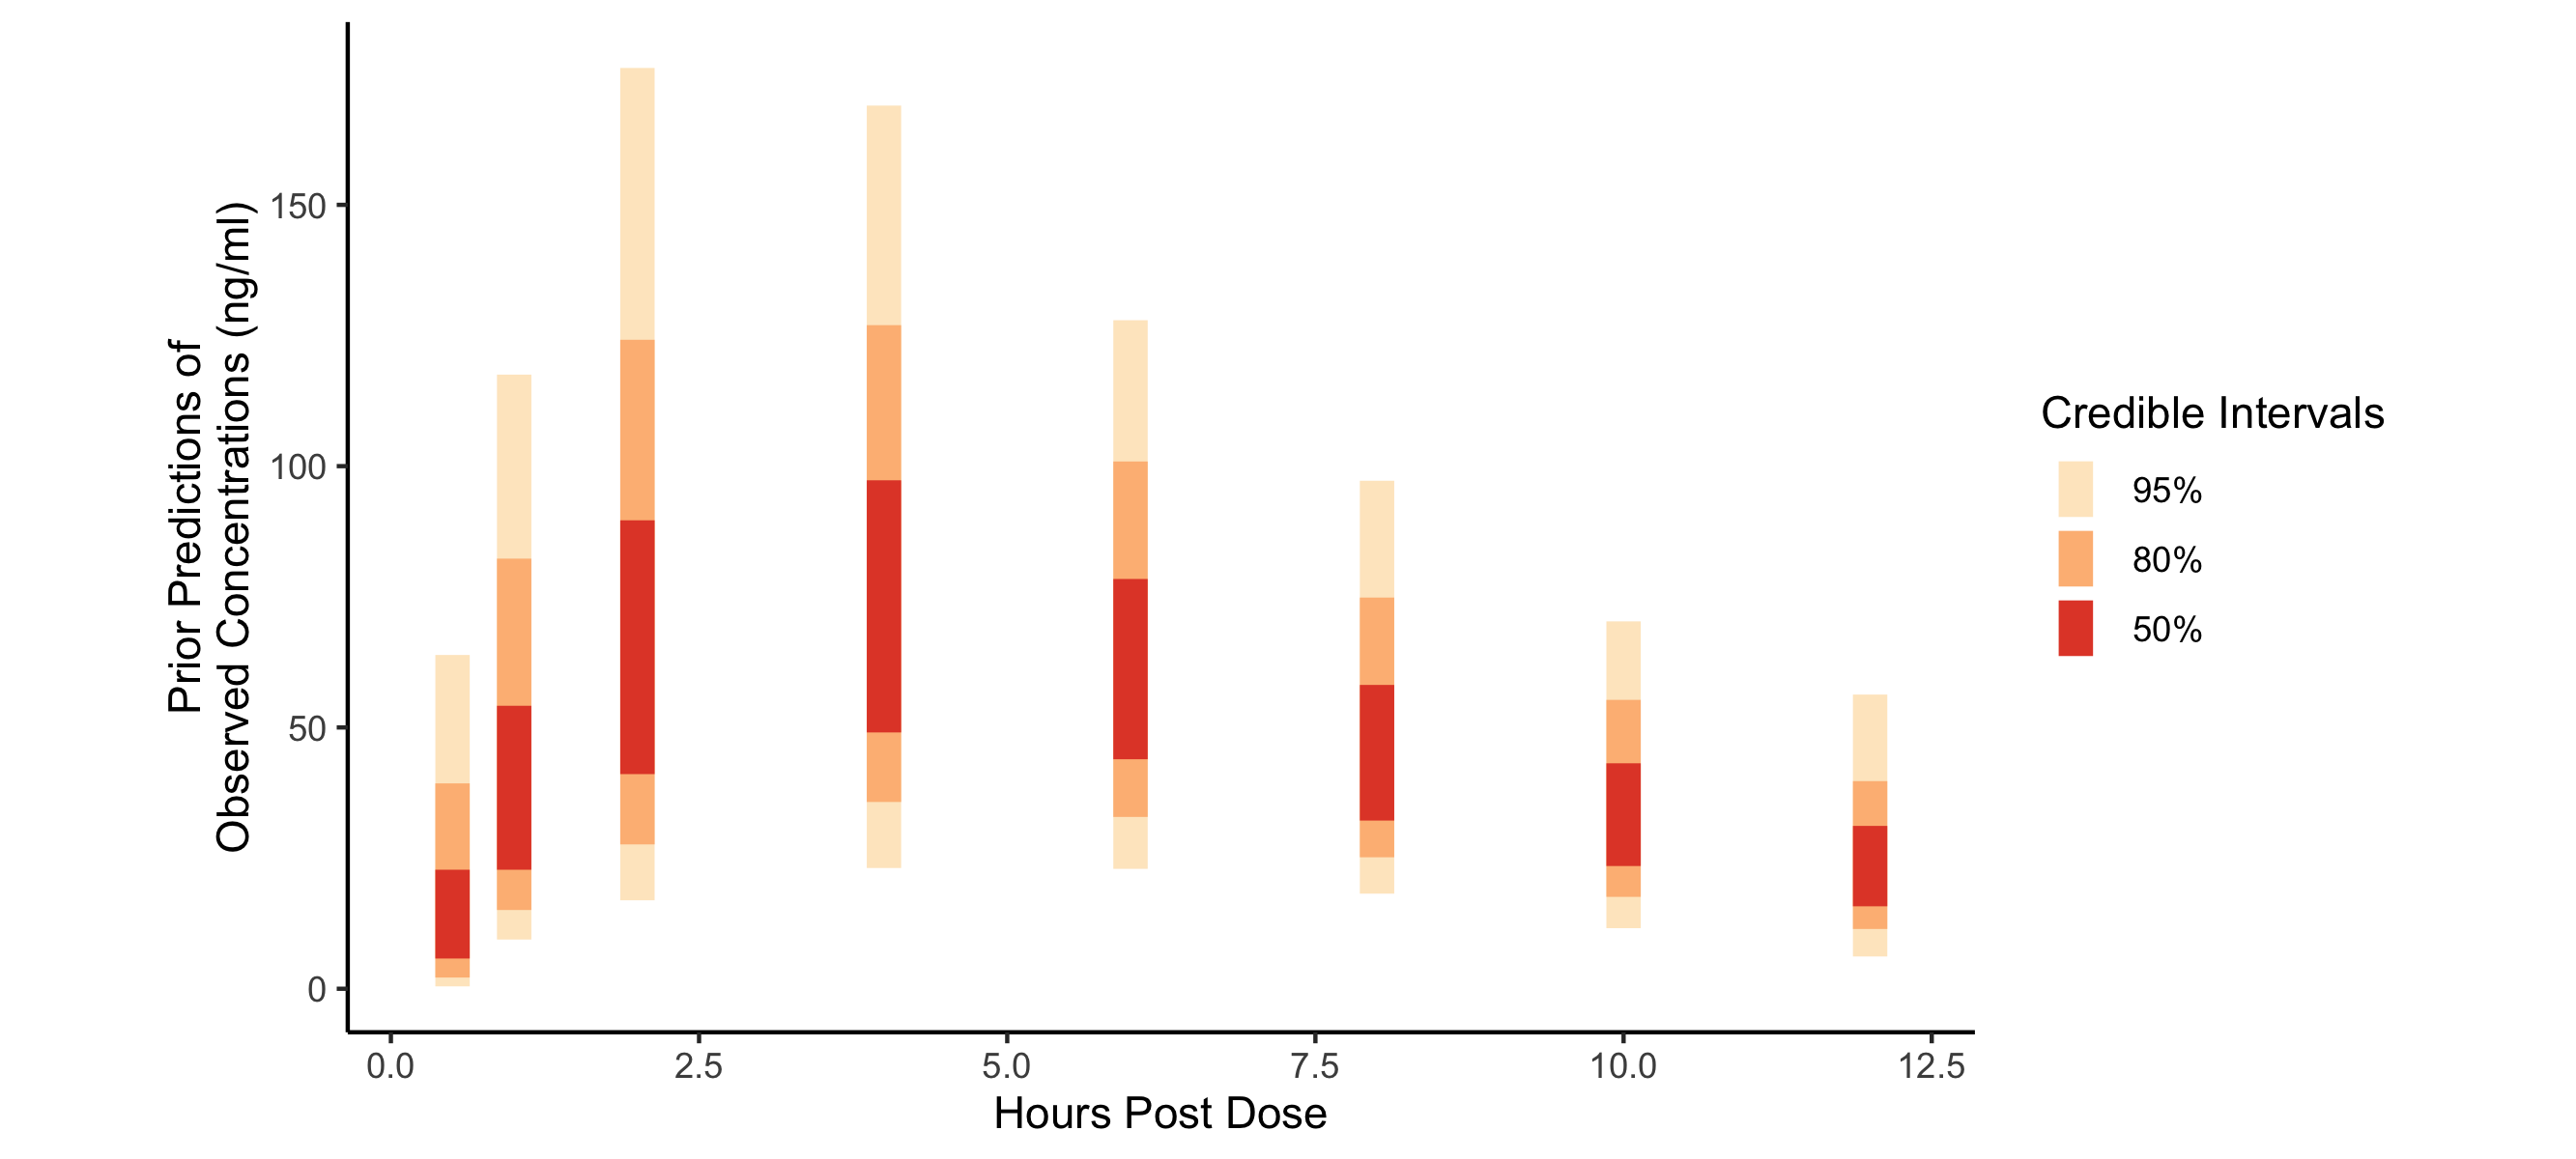 Prior Predictions of
Observed Concentrations (ng/ml)
150
100
50
0
0.0 2.5 5.0 7.5 10.0 12.5
Hours Post Dose
Credible Intervals
95%
80%
50%